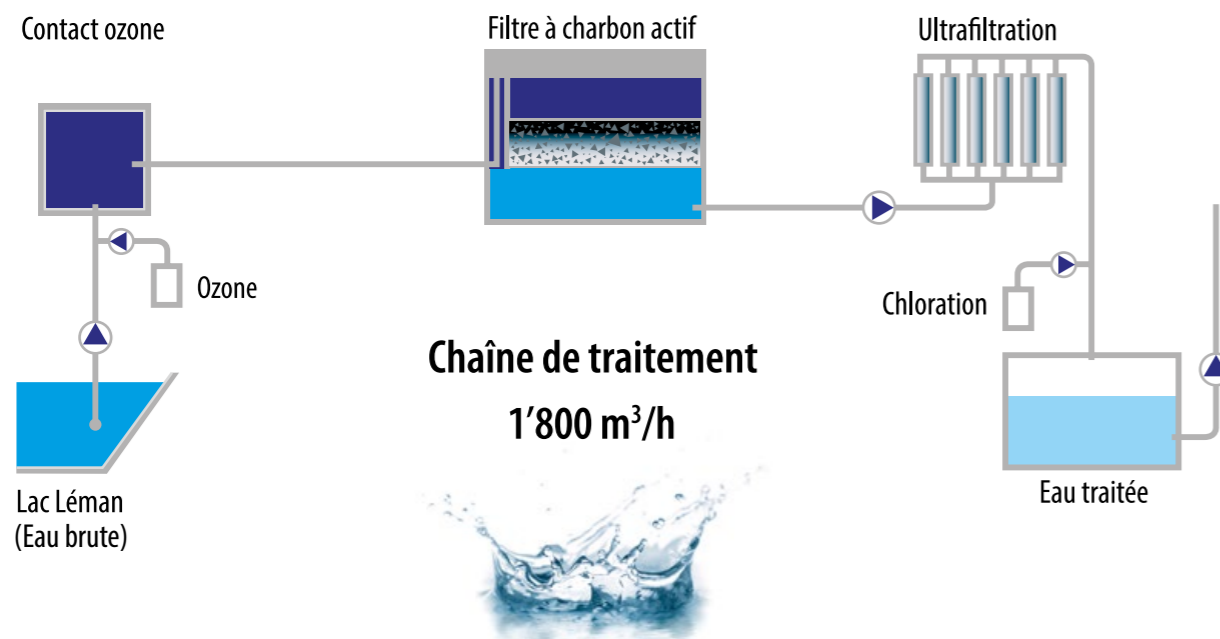 Contact ozone
Filtre à charbon actif
Ultrafiltration
Ozone
Chloration
Chaîne de traitement
1’800 m³/h
Eau traitée
Lac Léman
(Eau brute)